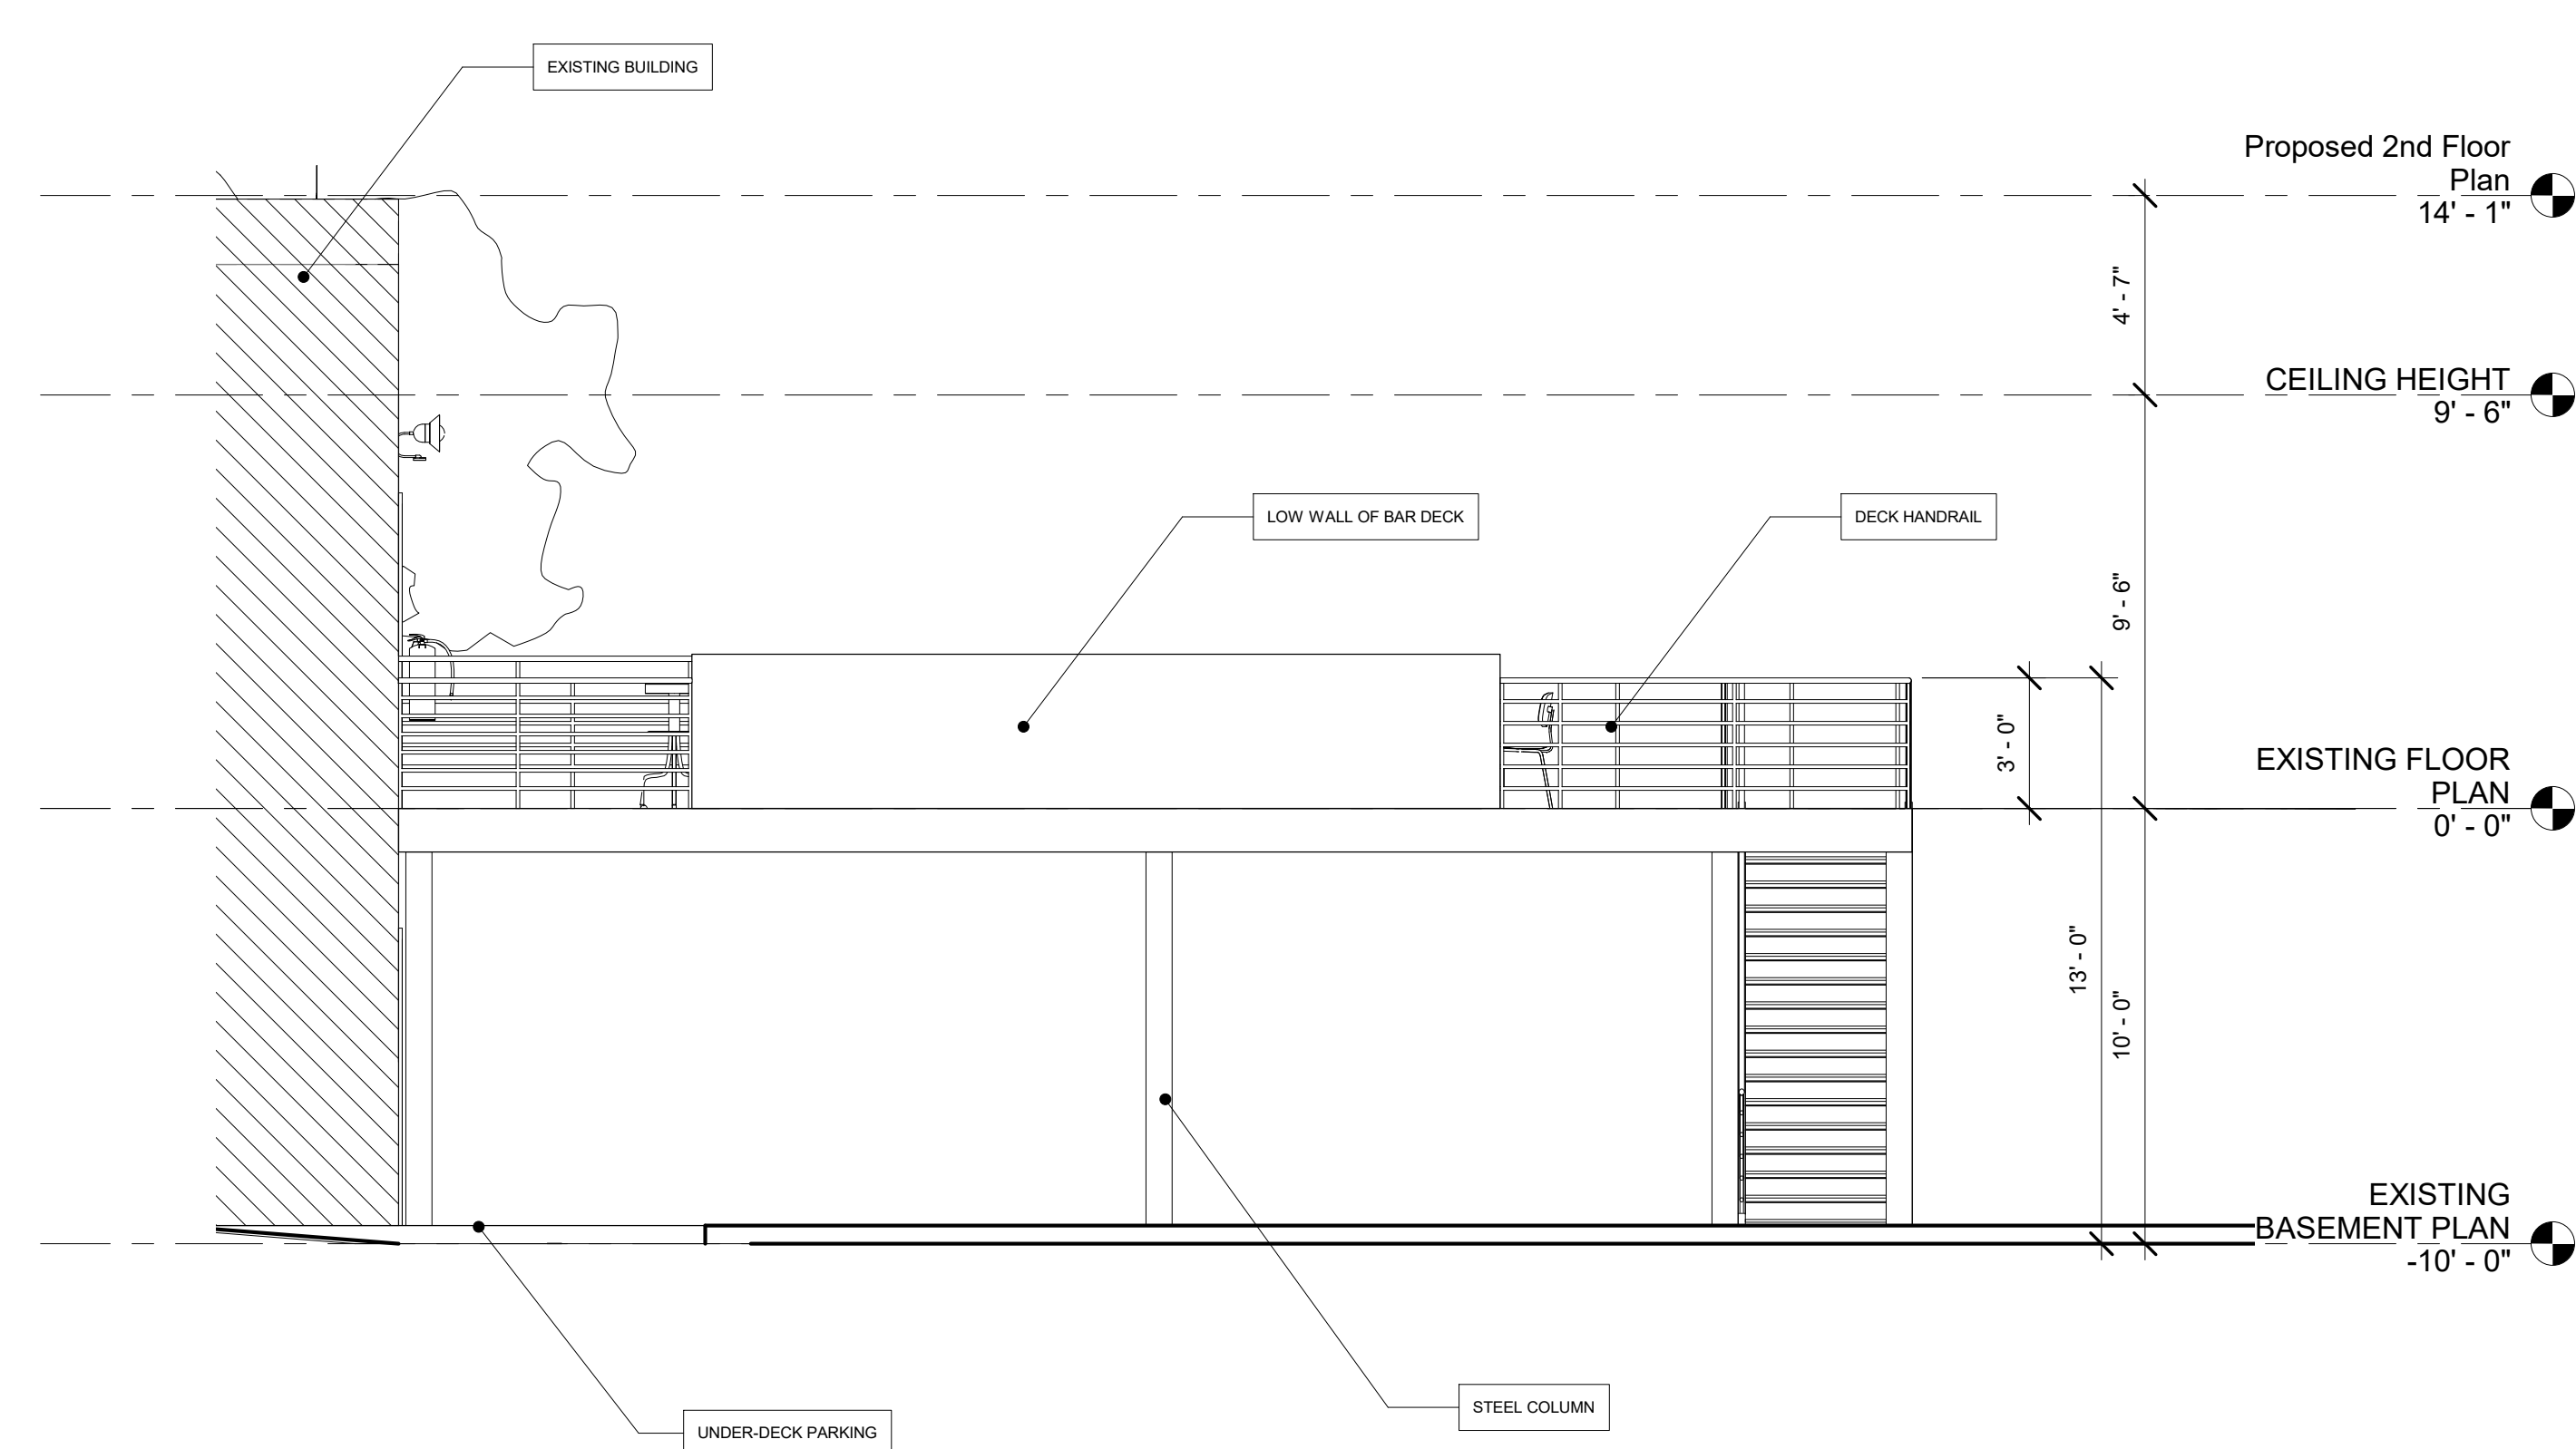 EXISTING BUILDING
Proposed 2nd Floor
Plan
14' - 1"
4' - 7"
CEILING HEIGHT
9' - 6"
LOW WALL OF BAR DECK
DECK HANDRAIL
9' - 6"
3' - 0"
EXISTING FLOOR
PLAN
0' - 0"
13' - 0"
10' - 0"
EXISTING
BASEMENT PLAN
-10' - 0"
STEEL COLUMN
UNDER-DECK PARKING